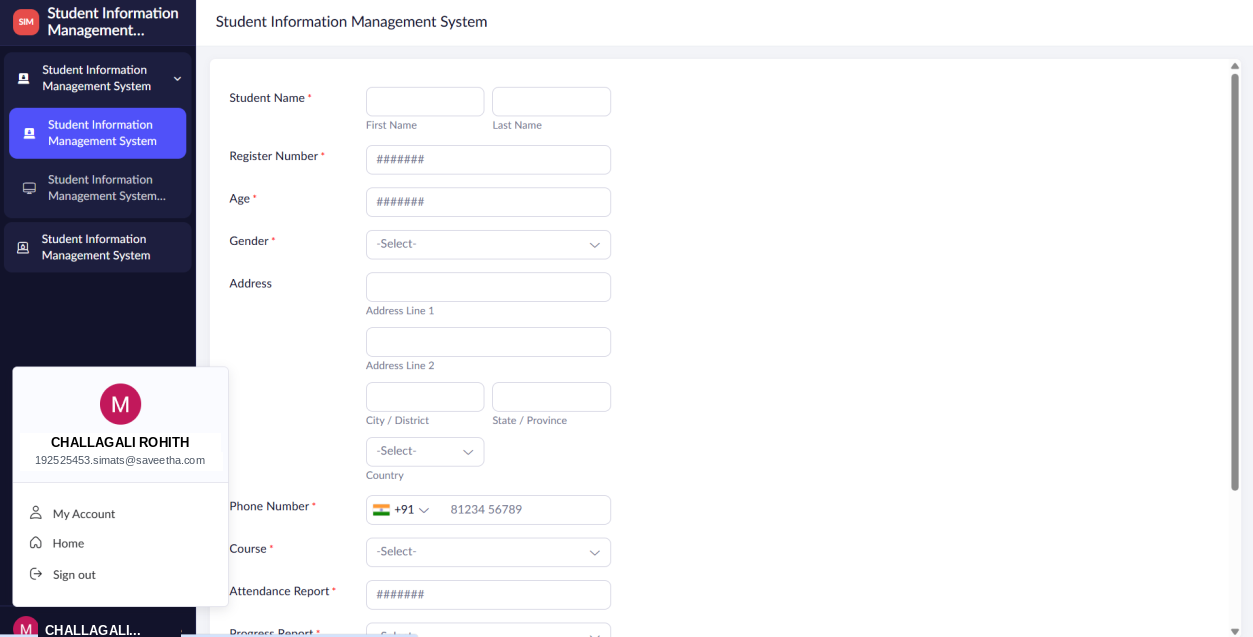 SIM
Student Information
Management...
Student Information Management System
Student Information
Management System
Student Information
Management System
Student Information
Management System...
Student Information
Management System
Student Name *
First Name
Last Name
Register Number *
#######
Age *
#######
Gender *
-Select-
Address
Address Line 1
Address Line 2
City / District
State / Province
-Select-
Country
Phone Number *
+91
81234 56789
Course *
-Select-
Attendance Report *
#######
Progress Report *
-Select-
M
CHALLAGALI ROHITH
192525453.simats@saveetha.com
My Account
Home
Sign out
M
CHALLAGALI...